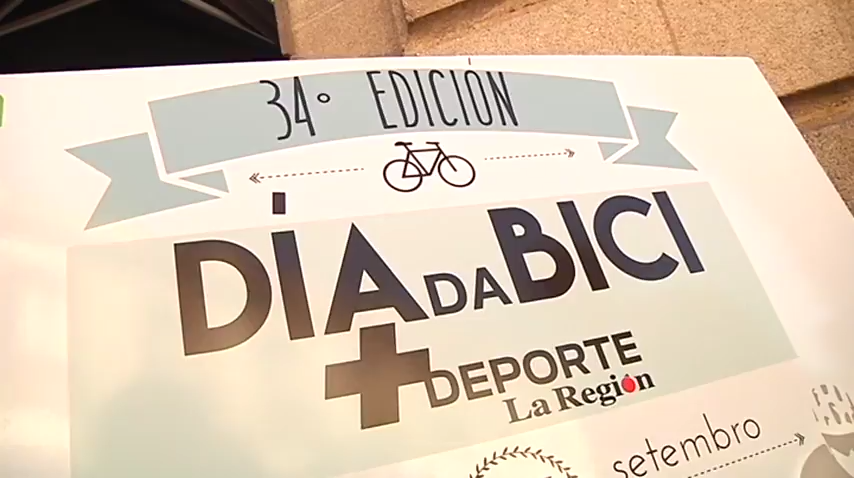 34º EDICIÓN
DÍA DA BICI
+ DEPORTE
La Región
setembro